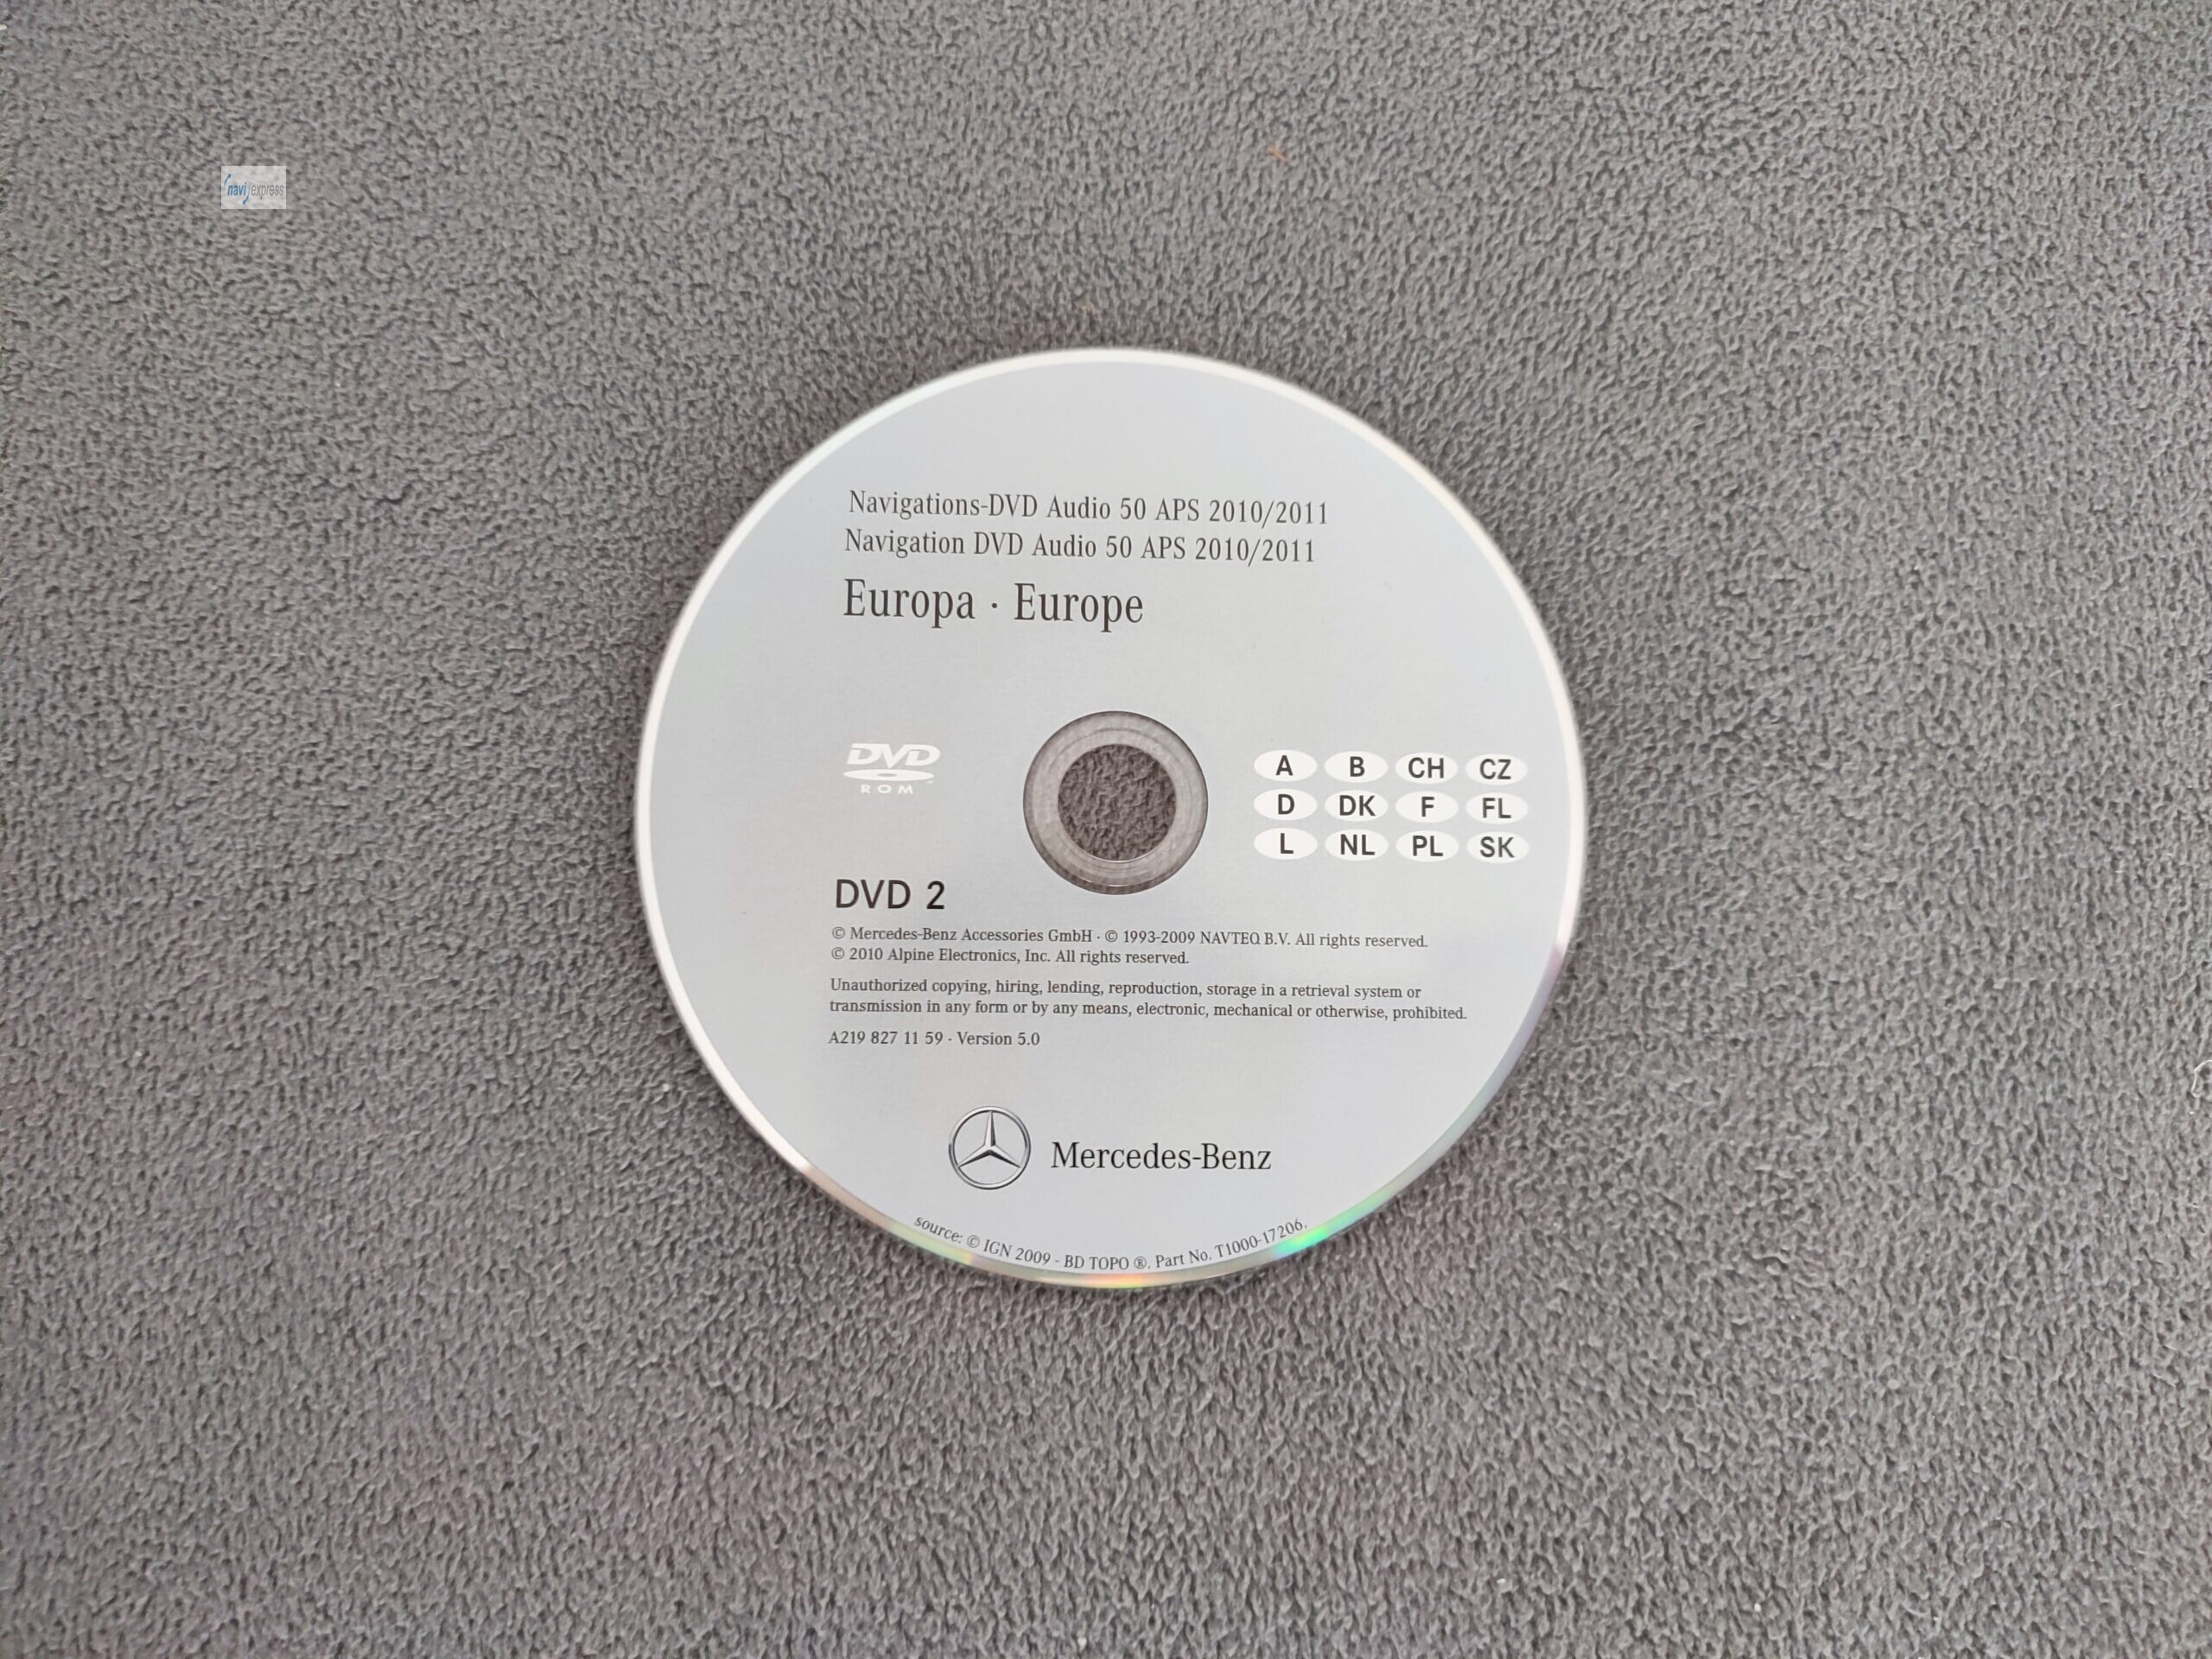 navi express
Navigations-DVD Audio 50 APS 2010/2011
Navigation DVD Audio 50 APS 2010/2011
Europa · Europe
DVD
ROM
A B CH CZ
D DK F FL
L NL PL SK
DVD 2
© Mercedes-Benz Accessories GmbH · © 1993-2009 NAVTEQ B.V. All rights reserved.
© 2010 Alpine Electronics, Inc. All rights reserved.
Unauthorized copying, hiring, lending, reproduction, storage in a retrieval system or
transmission in any form or by any means, electronic, mechanical or otherwise, prohibited.
A219 827 11 59 · Version 5.0
Mercedes-Benz
source: © IGN 2009 - BD TOPO ®. Part No. T1000-17206.